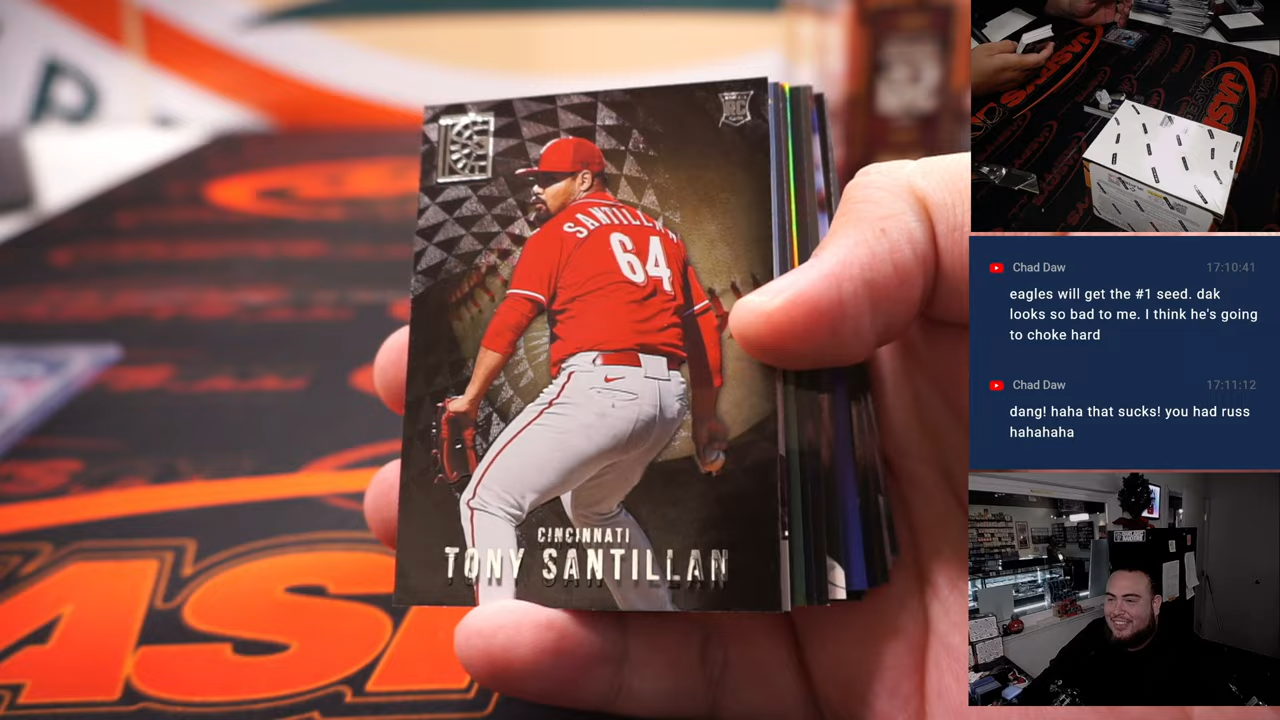 RC
SANTILLAN
64
CINCINNATI
TONY SANTILLAN
JASPY
Chad Daw 17:10:41
eagles will get the #1 seed. dak
looks so bad to me. I think he's going
to choke hard
Chad Daw 17:11:12
dang! haha that sucks! you had russ
hahahaha